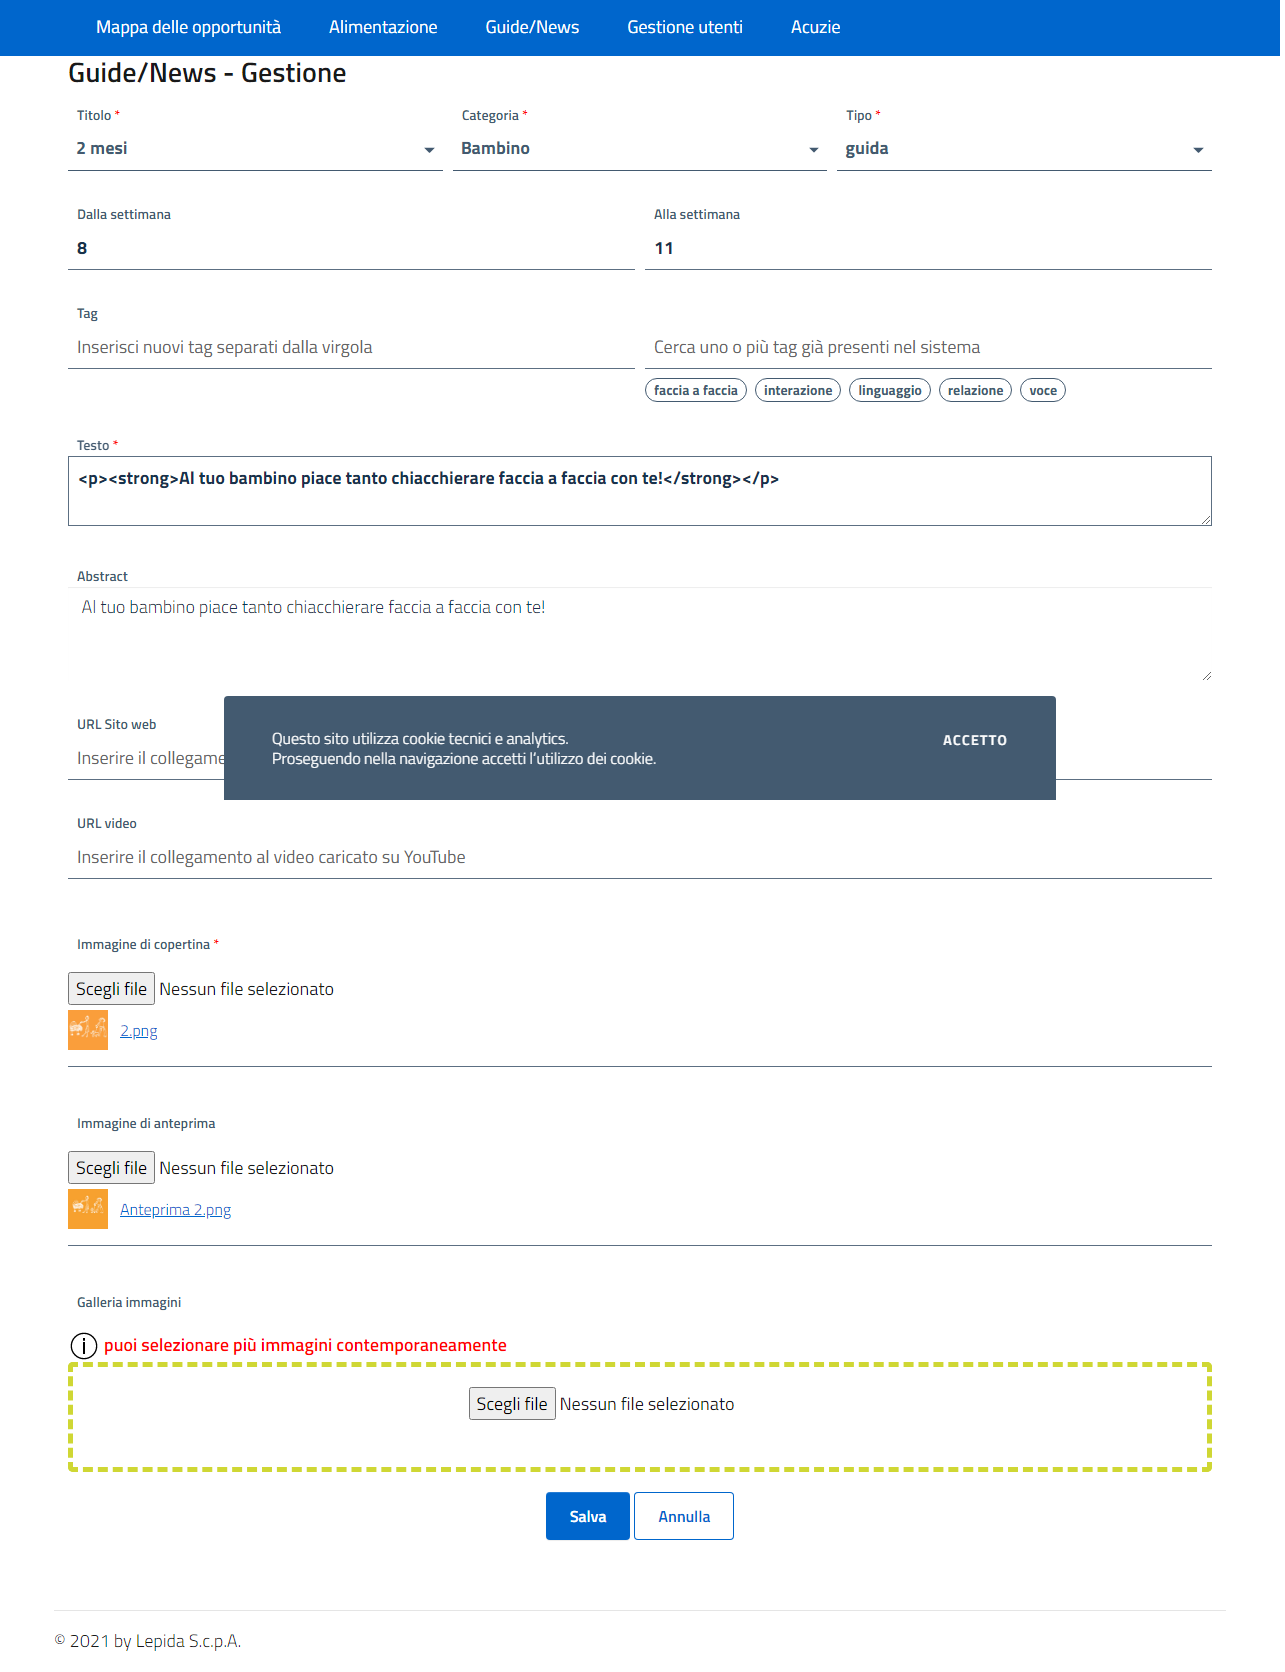 Mappa delle opportunità Alimentazione Guide/News Gestione utenti Acuzie
Guide/News - Gestione
Titolo * Categoria * Tipo *
2 mesi Bambino guida
Dalla settimana Alla settimana
8 11
Tag
Inserisci nuovi tag separati dalla virgola Cerca uno o più tag già presenti nel sistema
faccia a faccia interazione linguaggio relazione voce
Testo *
<p><strong>Al tuo bambino piace tanto chiacchierare faccia a faccia con te!</strong></p>
Abstract
Al tuo bambino piace tanto chiacchierare faccia a faccia con te!
URL Sito web
Inserire il
Questo sito utilizza cookie tecnici e analytics.
Proseguendo nella navigazione accetti l'utilizzo dei cookie.
ACCETTO
URL video
Inserire il collegamento al video caricato su YouTube
Immagine di copertina *
Scegli file Nessun file selezionato
2.png
Immagine di anteprima
Scegli file Nessun file selezionato
Anteprima 2.png
Galleria immagini
puoi selezionare più immagini contemporaneamente
Scegli file Nessun file selezionato
Salva Annulla
© 2021 by Lepida S.c.p.A.